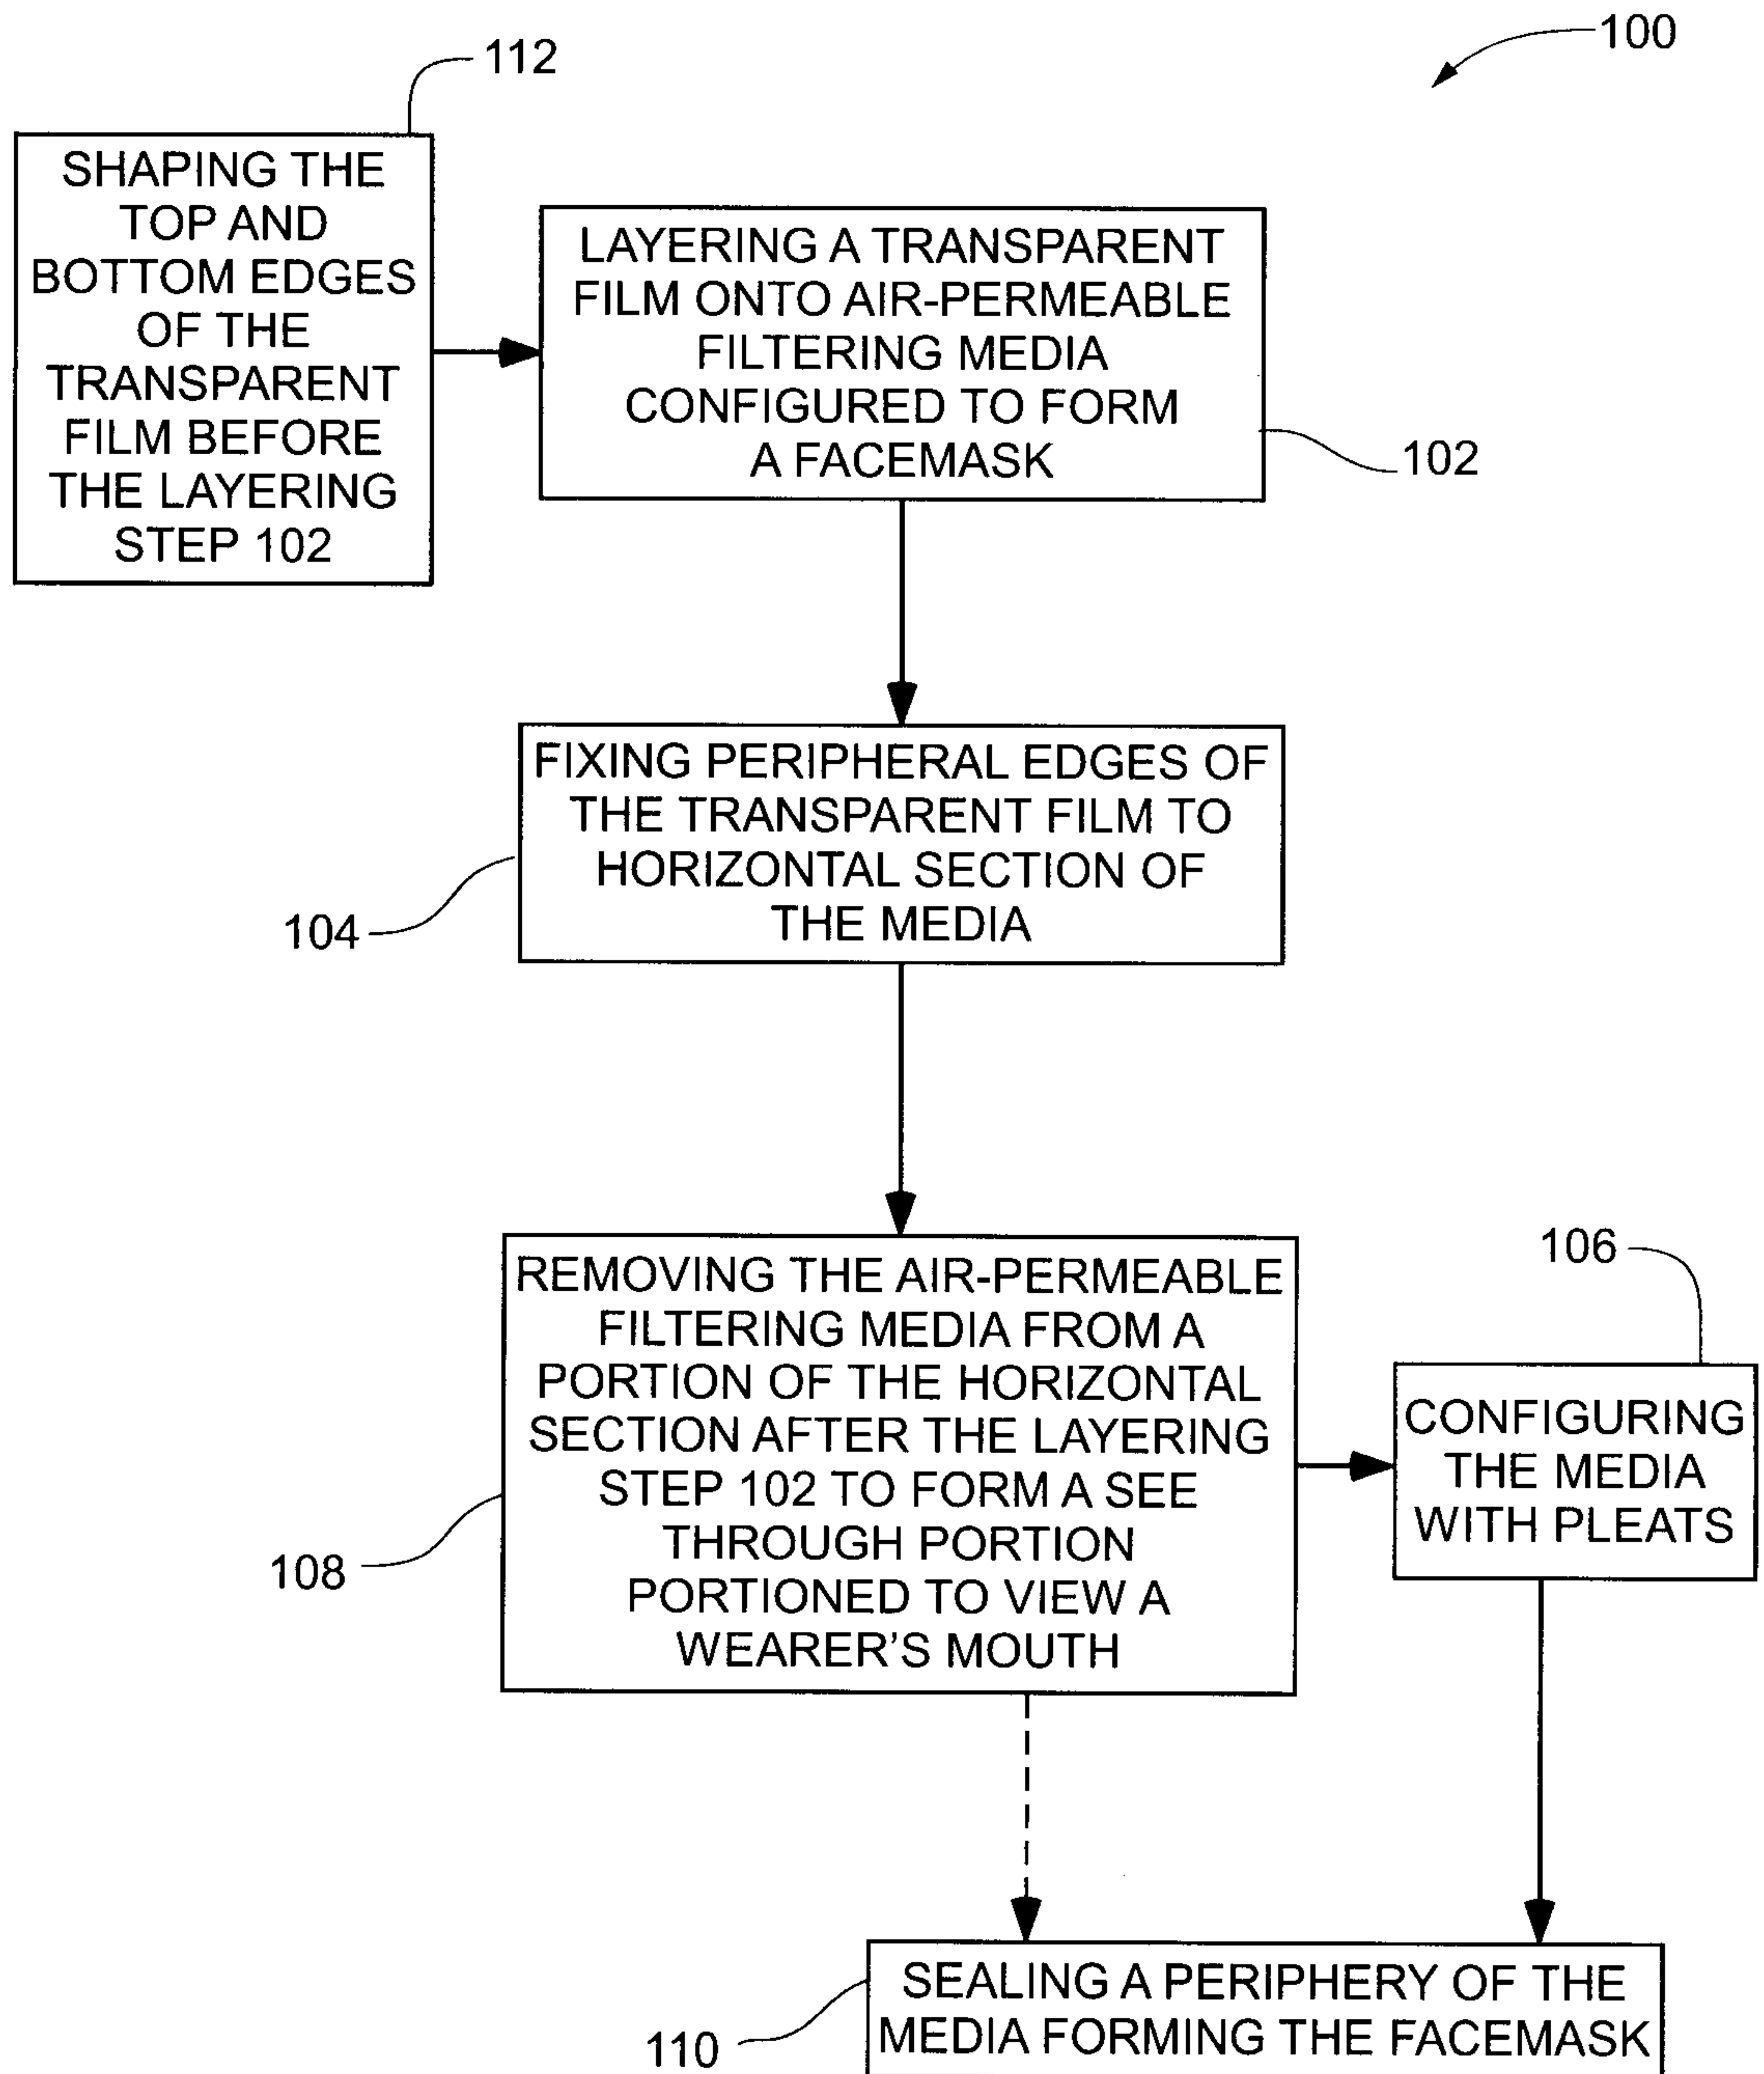 100
112
SHAPING THE
TOP AND
BOTTOM EDGES
OF THE
TRANSPARENT
FILM BEFORE
THE LAYERING
STEP 102
LAYERING A TRANSPARENT
FILM ONTO AIR-PERMEABLE
FILTERING MEDIA
CONFIGURED TO FORM
A FACEMASK
102
FIXING PERIPHERAL EDGES OF
THE TRANSPARENT FILM TO
HORIZONTAL SECTION OF
THE MEDIA
104
REMOVING THE AIR-PERMEABLE
FILTERING MEDIA FROM A
PORTION OF THE HORIZONTAL
SECTION AFTER THE LAYERING
STEP 102 TO FORM A SEE
THROUGH PORTION
PORTIONED TO VIEW A
WEARER'S MOUTH
108
106
CONFIGURING
THE MEDIA
WITH PLEATS
SEALING A PERIPHERY OF THE
MEDIA FORMING THE FACEMASK
110